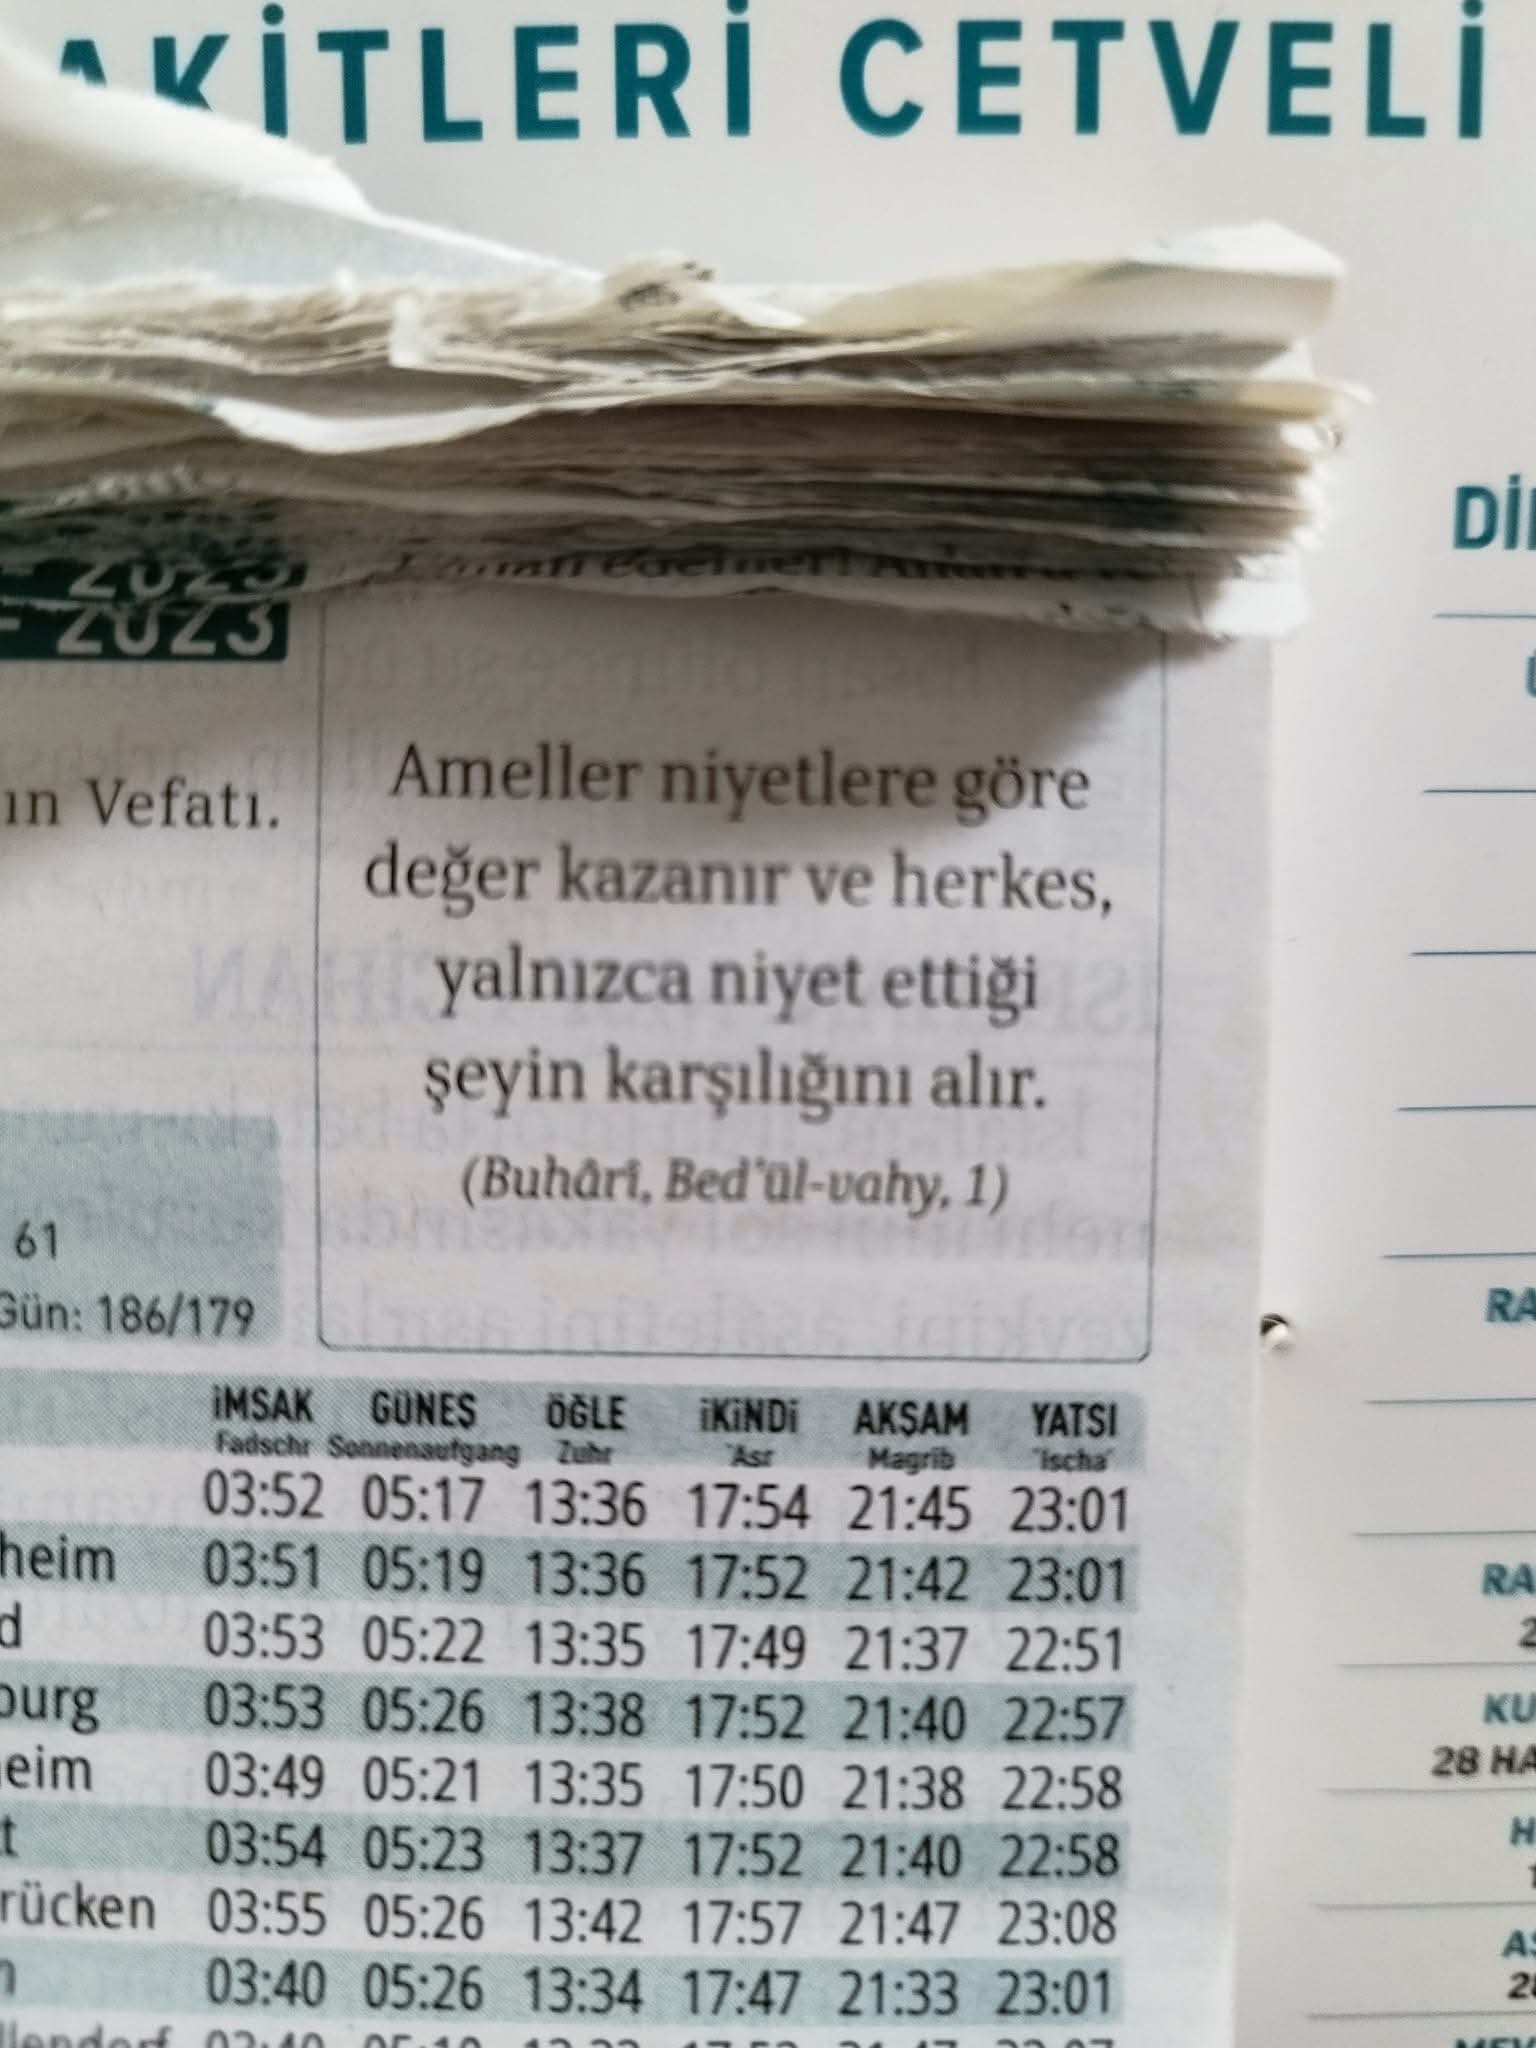 AKİTLERİ CETVELİ
- 2023
- 2023
ın Vefatı.
Ameller niyetlere göre
değer kazanır ve herkes,
yalnızca niyet ettiği
şeyin karşılığını alır.
(Buhârî, Bed'ül-vahy, 1)
61
Gün: 186/179
İMSAK GÜNEŞ ÖĞLE İKİNDİ AKŞAM YATSI
Fadschr Sonnenaufgang Zuhr 'Asr Magrib 'Ischa'
03:52 05:17 13:36 17:54 21:45 23:01
heim 03:51 05:19 13:36 17:52 21:42 23:01
d 03:53 05:22 13:35 17:49 21:37 22:51
burg 03:53 05:26 13:38 17:52 21:40 22:57
eim 03:49 05:21 13:35 17:50 21:38 22:58
t 03:54 05:23 13:37 17:52 21:40 22:58
rücken 03:55 05:26 13:42 17:57 21:47 23:08
n 03:40 05:26 13:34 17:47 21:33 23:01
llendorf
Dİ
RA
RA
2
KU
28 HA
H
1
AS